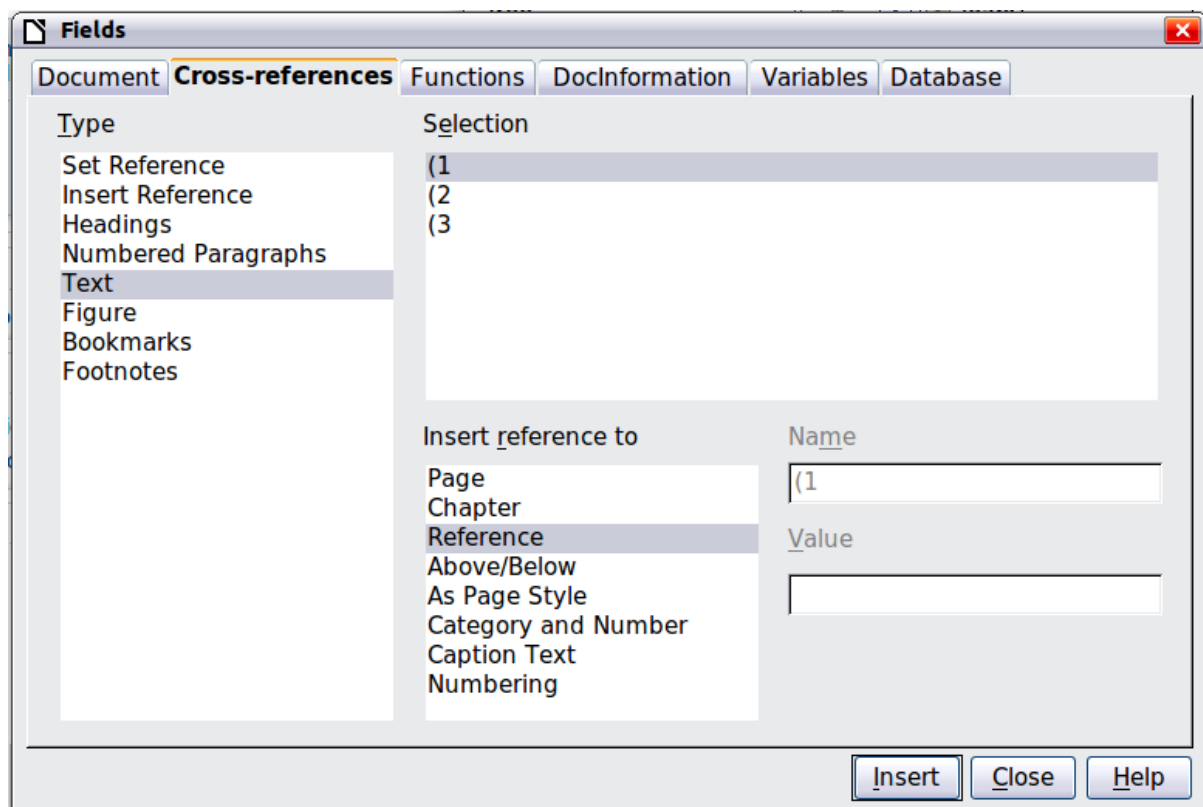 Fields
Document Cross-references Functions DocInformation Variables Database
Type
Set Reference
Insert Reference
Headings
Numbered Paragraphs
Text
Figure
Bookmarks
Footnotes
Selection
(1
(2
(3
Insert reference to
Page
Chapter
Reference
Above/Below
As Page Style
Category and Number
Caption Text
Numbering
Name
(1
Value
Insert Close Help